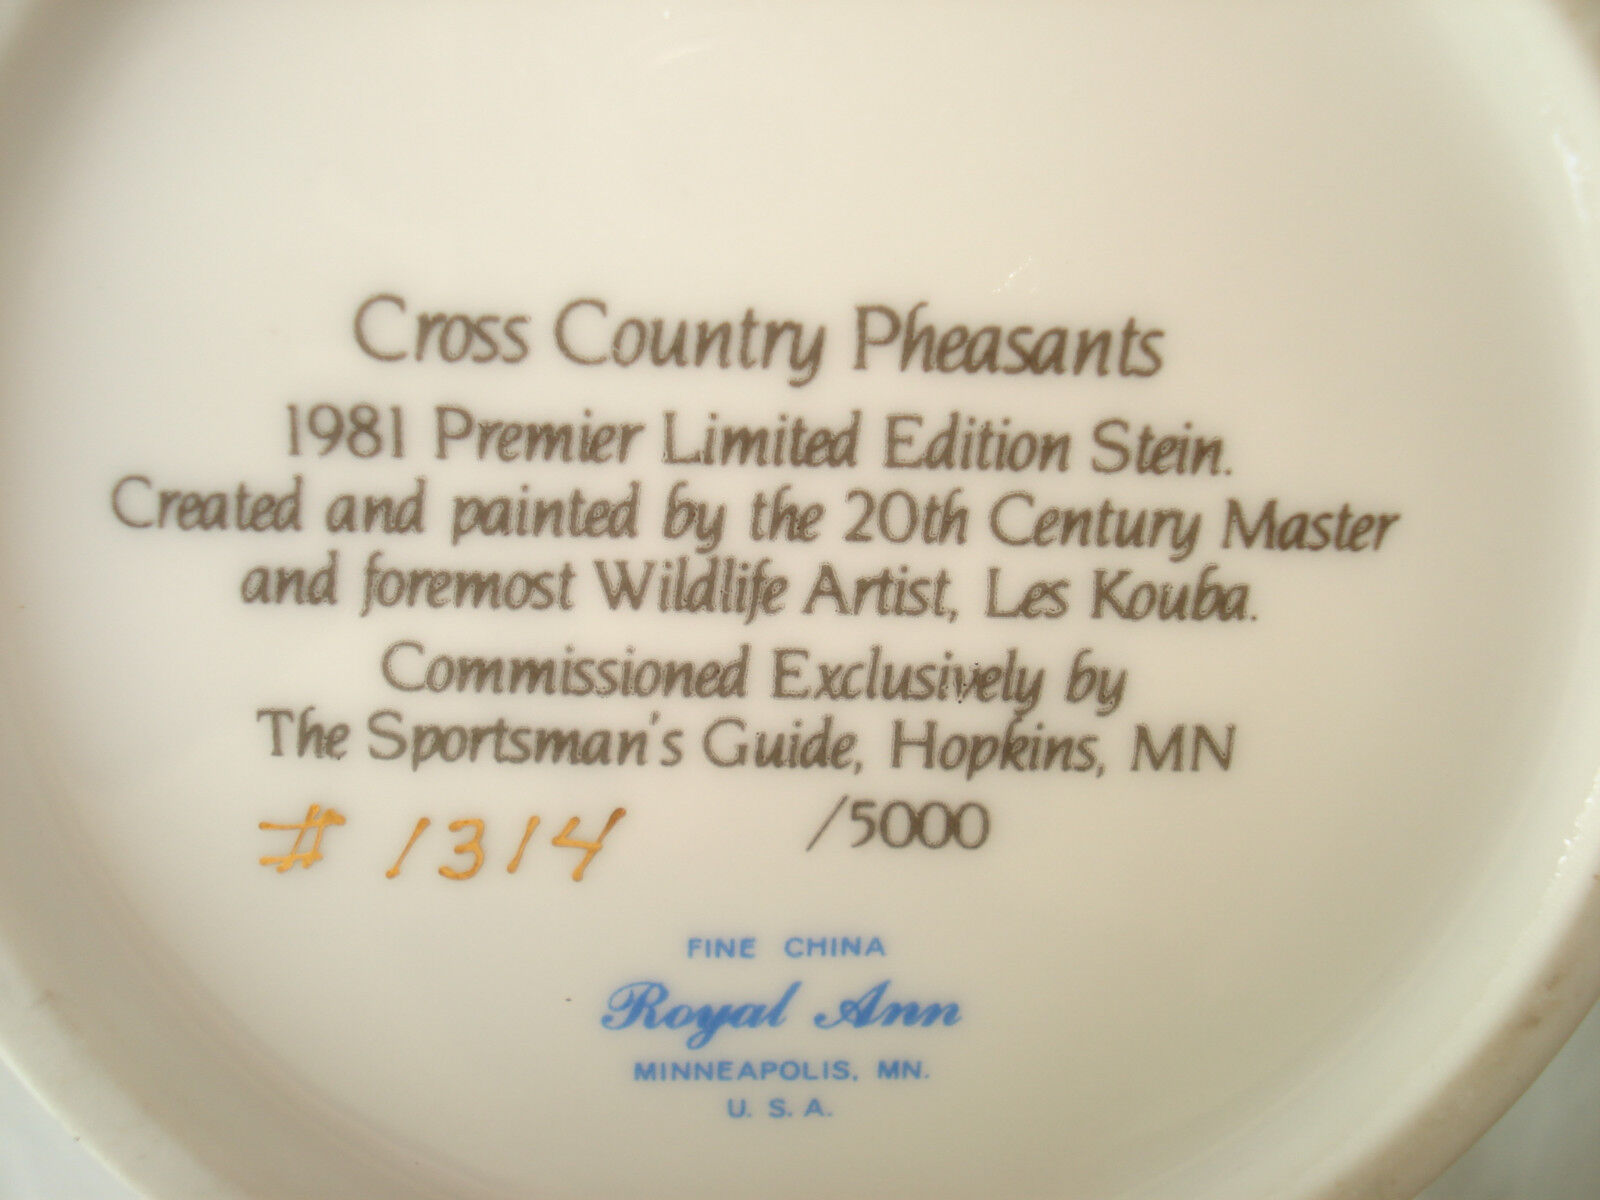 Cross Country Pheasants
1981 Premier Limited Edition Stein.
Created and painted by the 20th Century Master
and foremost Wildlife Artist, Les Kouba.
Commissioned Exclusively by
The Sportsman's Guide, Hopkins, MN
# 1314 /5000
FINE CHINA
Royal Ann
MINNEAPOLIS, MN.
U. S. A.